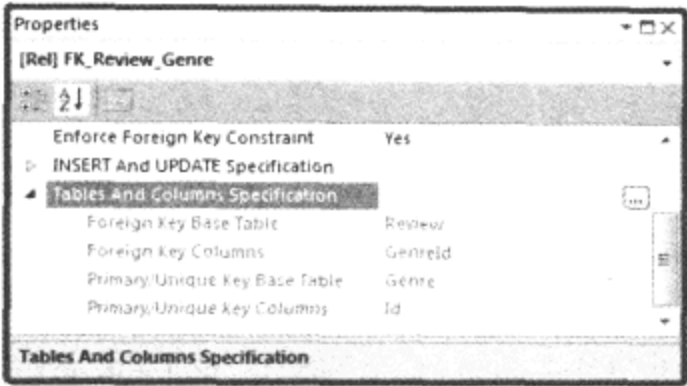 Properties
[Rel] FK_Review_Genre
Enforce Foreign Key Constraint Yes
INSERT And UPDATE Specification
Tables And Columns Specification ...
Foreign Key Base Table Review
Foreign Key Columns GenreId
Primary/Unique Key Base Table Genre
Primary/Unique Key Columns Id
Tables And Columns Specification